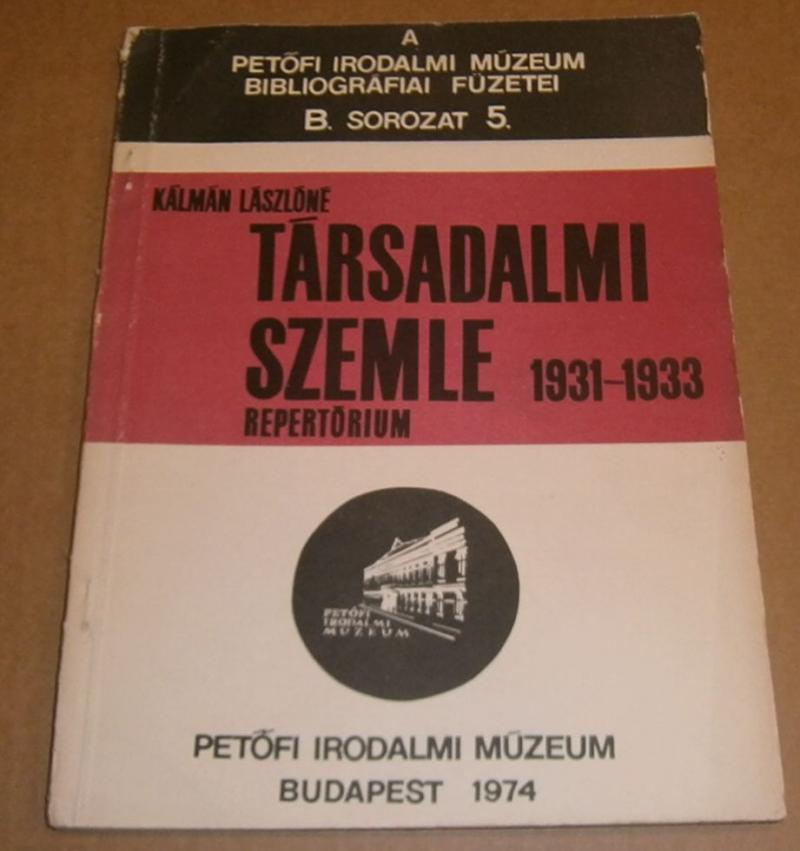 A
PETŐFI IRODALMI MÚZEUM
BIBLIOGRÁFIAI FÜZETEI
B. SOROZAT 5.
KÁLMÁN LÁSZLÓNÉ
TÁRSADALMI
SZEMLE 1931-1933
REPERTÓRIUM
PETŐFI
IRODALMI
MÚZEUM
PETŐFI IRODALMI MÚZEUM
BUDAPEST 1974